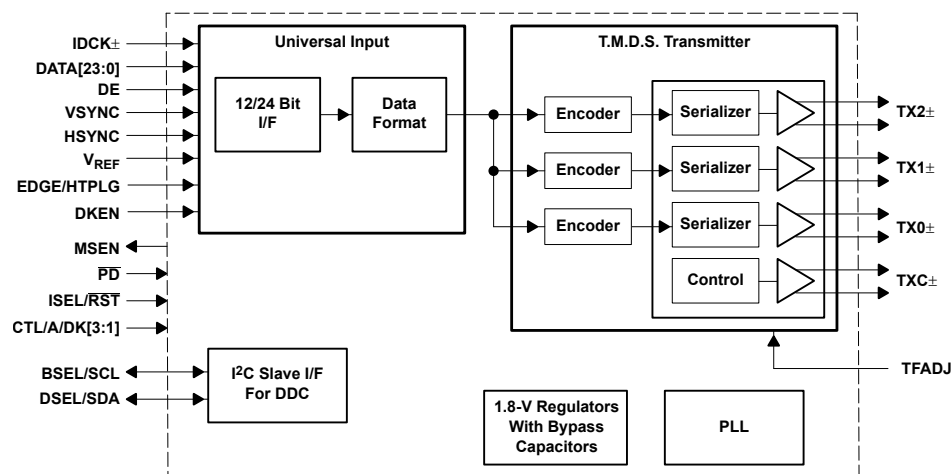 Universal Input
T.M.D.S. Transmitter
IDCK±
DATA[23:0]
DE
VSYNC
HSYNC
VREF
EDGE/HTPLG
DKEN
MSEN
PD
ISEL/RST
CTL/A/DK[3:1]
BSEL/SCL
DSEL/SDA
12/24 Bit
I/F
Data
Format
Encoder
Serializer
TX2±
Encoder
Serializer
TX1±
Encoder
Serializer
TX0±
Control
TXC±
TFADJ
I2C Slave I/F
For DDC
1.8-V Regulators
With Bypass
Capacitors
PLL